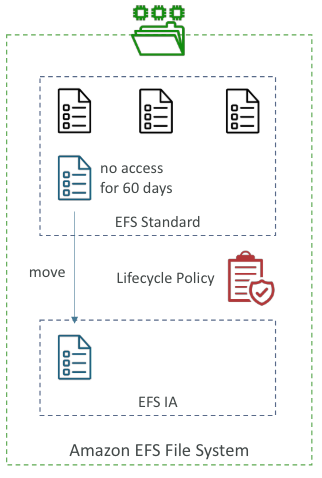 no access
for 60 days
EFS Standard
move
Lifecycle Policy
EFS IA
Amazon EFS File System